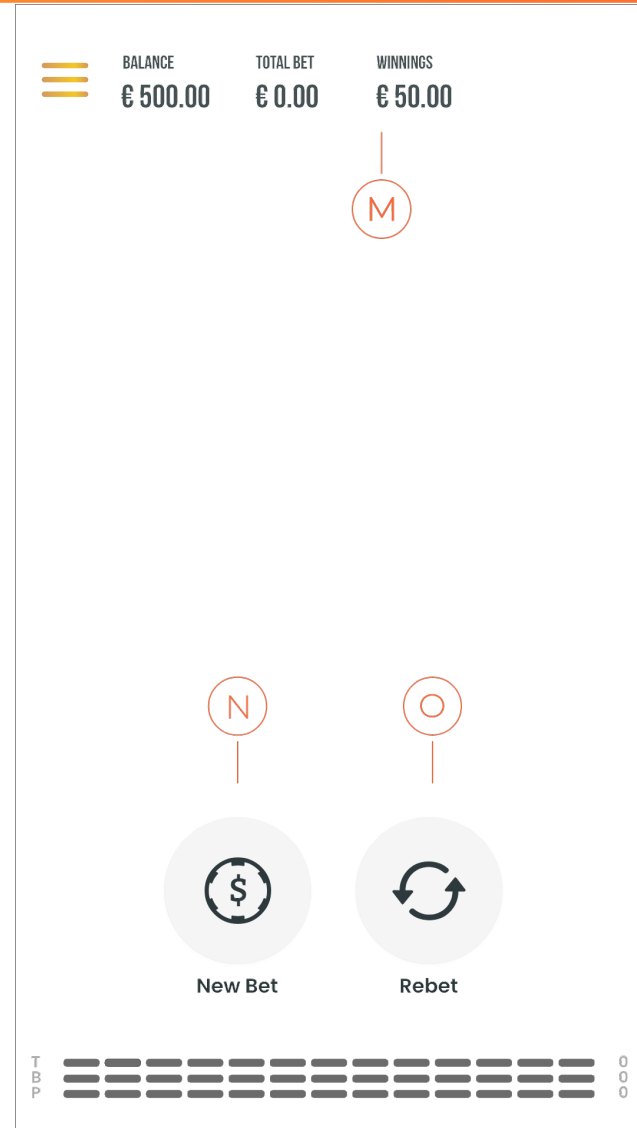 BALANCE TOTAL BET WINNINGS
€ 500.00 € 0.00 € 50.00
M
N O
$
New Bet Rebet
T 0
B 0
P 0